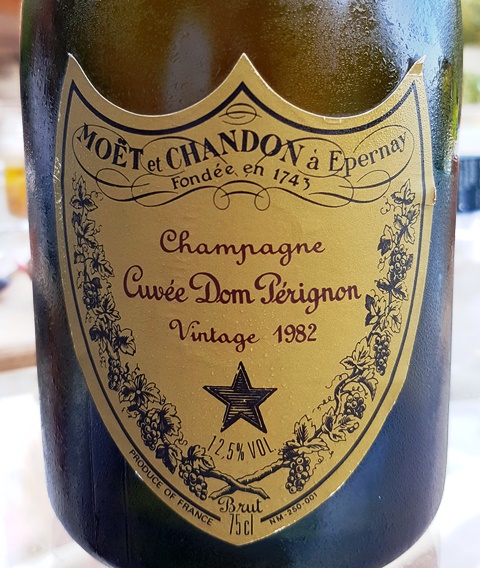 MOËT et CHANDON à Epernay
Fondée en 1743
Champagne
Cuvée Dom Pérignon
Vintage 1982
12,5% VOL
PRODUCE OF FRANCE
Brut
75cl
NM-250-001